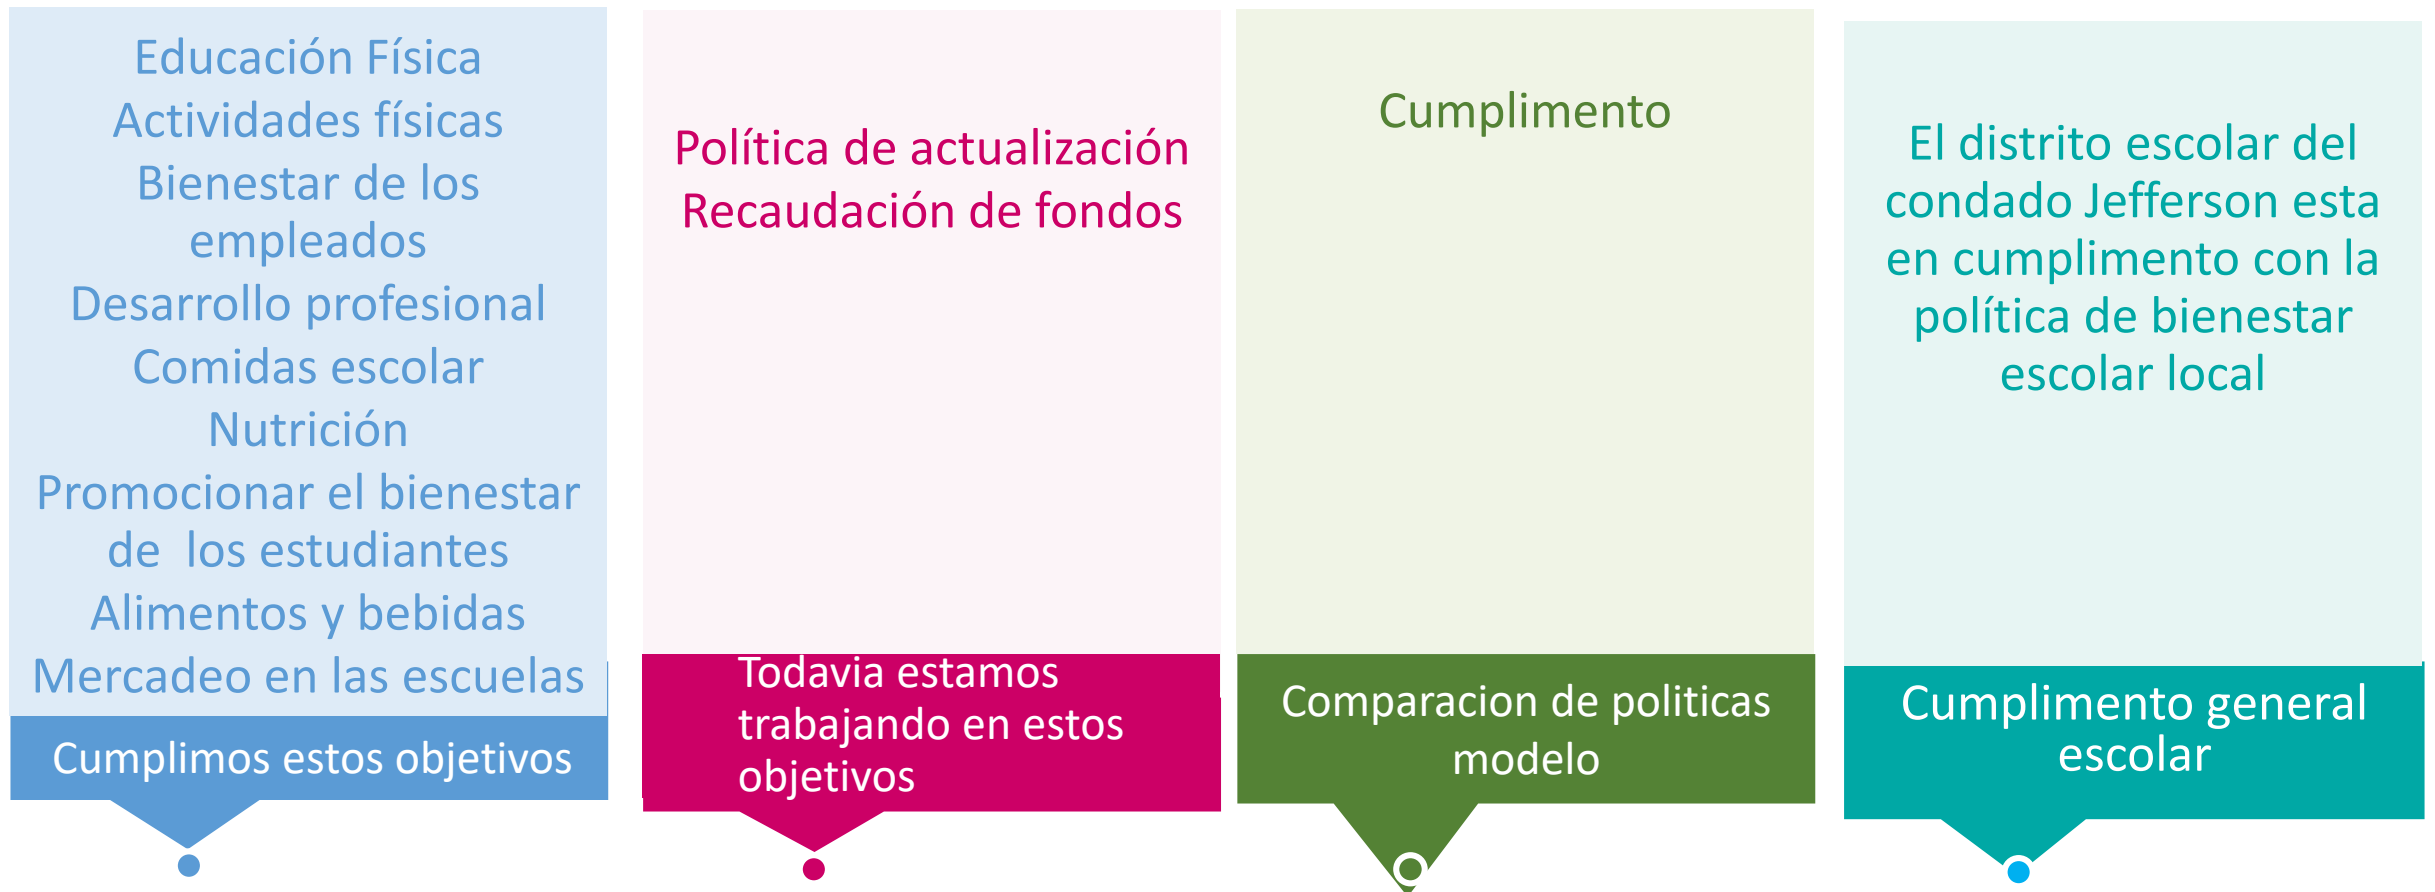 Educación Física
Actividades físicas
Bienestar de los
empleados
Desarrollo profesional
Comidas escolar
Nutrición
Promocionar el bienestar
de  los estudiantes
Alimentos y bebidas
Mercadeo en las escuelas
Cumplimos estos objetivos
Política de actualización
Recaudación de fondos
Todavia estamos
trabajando en estos
objetivos
Cumplimento
Comparacion de politicas
modelo
El distrito escolar del
condado Jefferson esta
en cumplimento con la
política de bienestar
escolar local
Cumplimento general
escolar